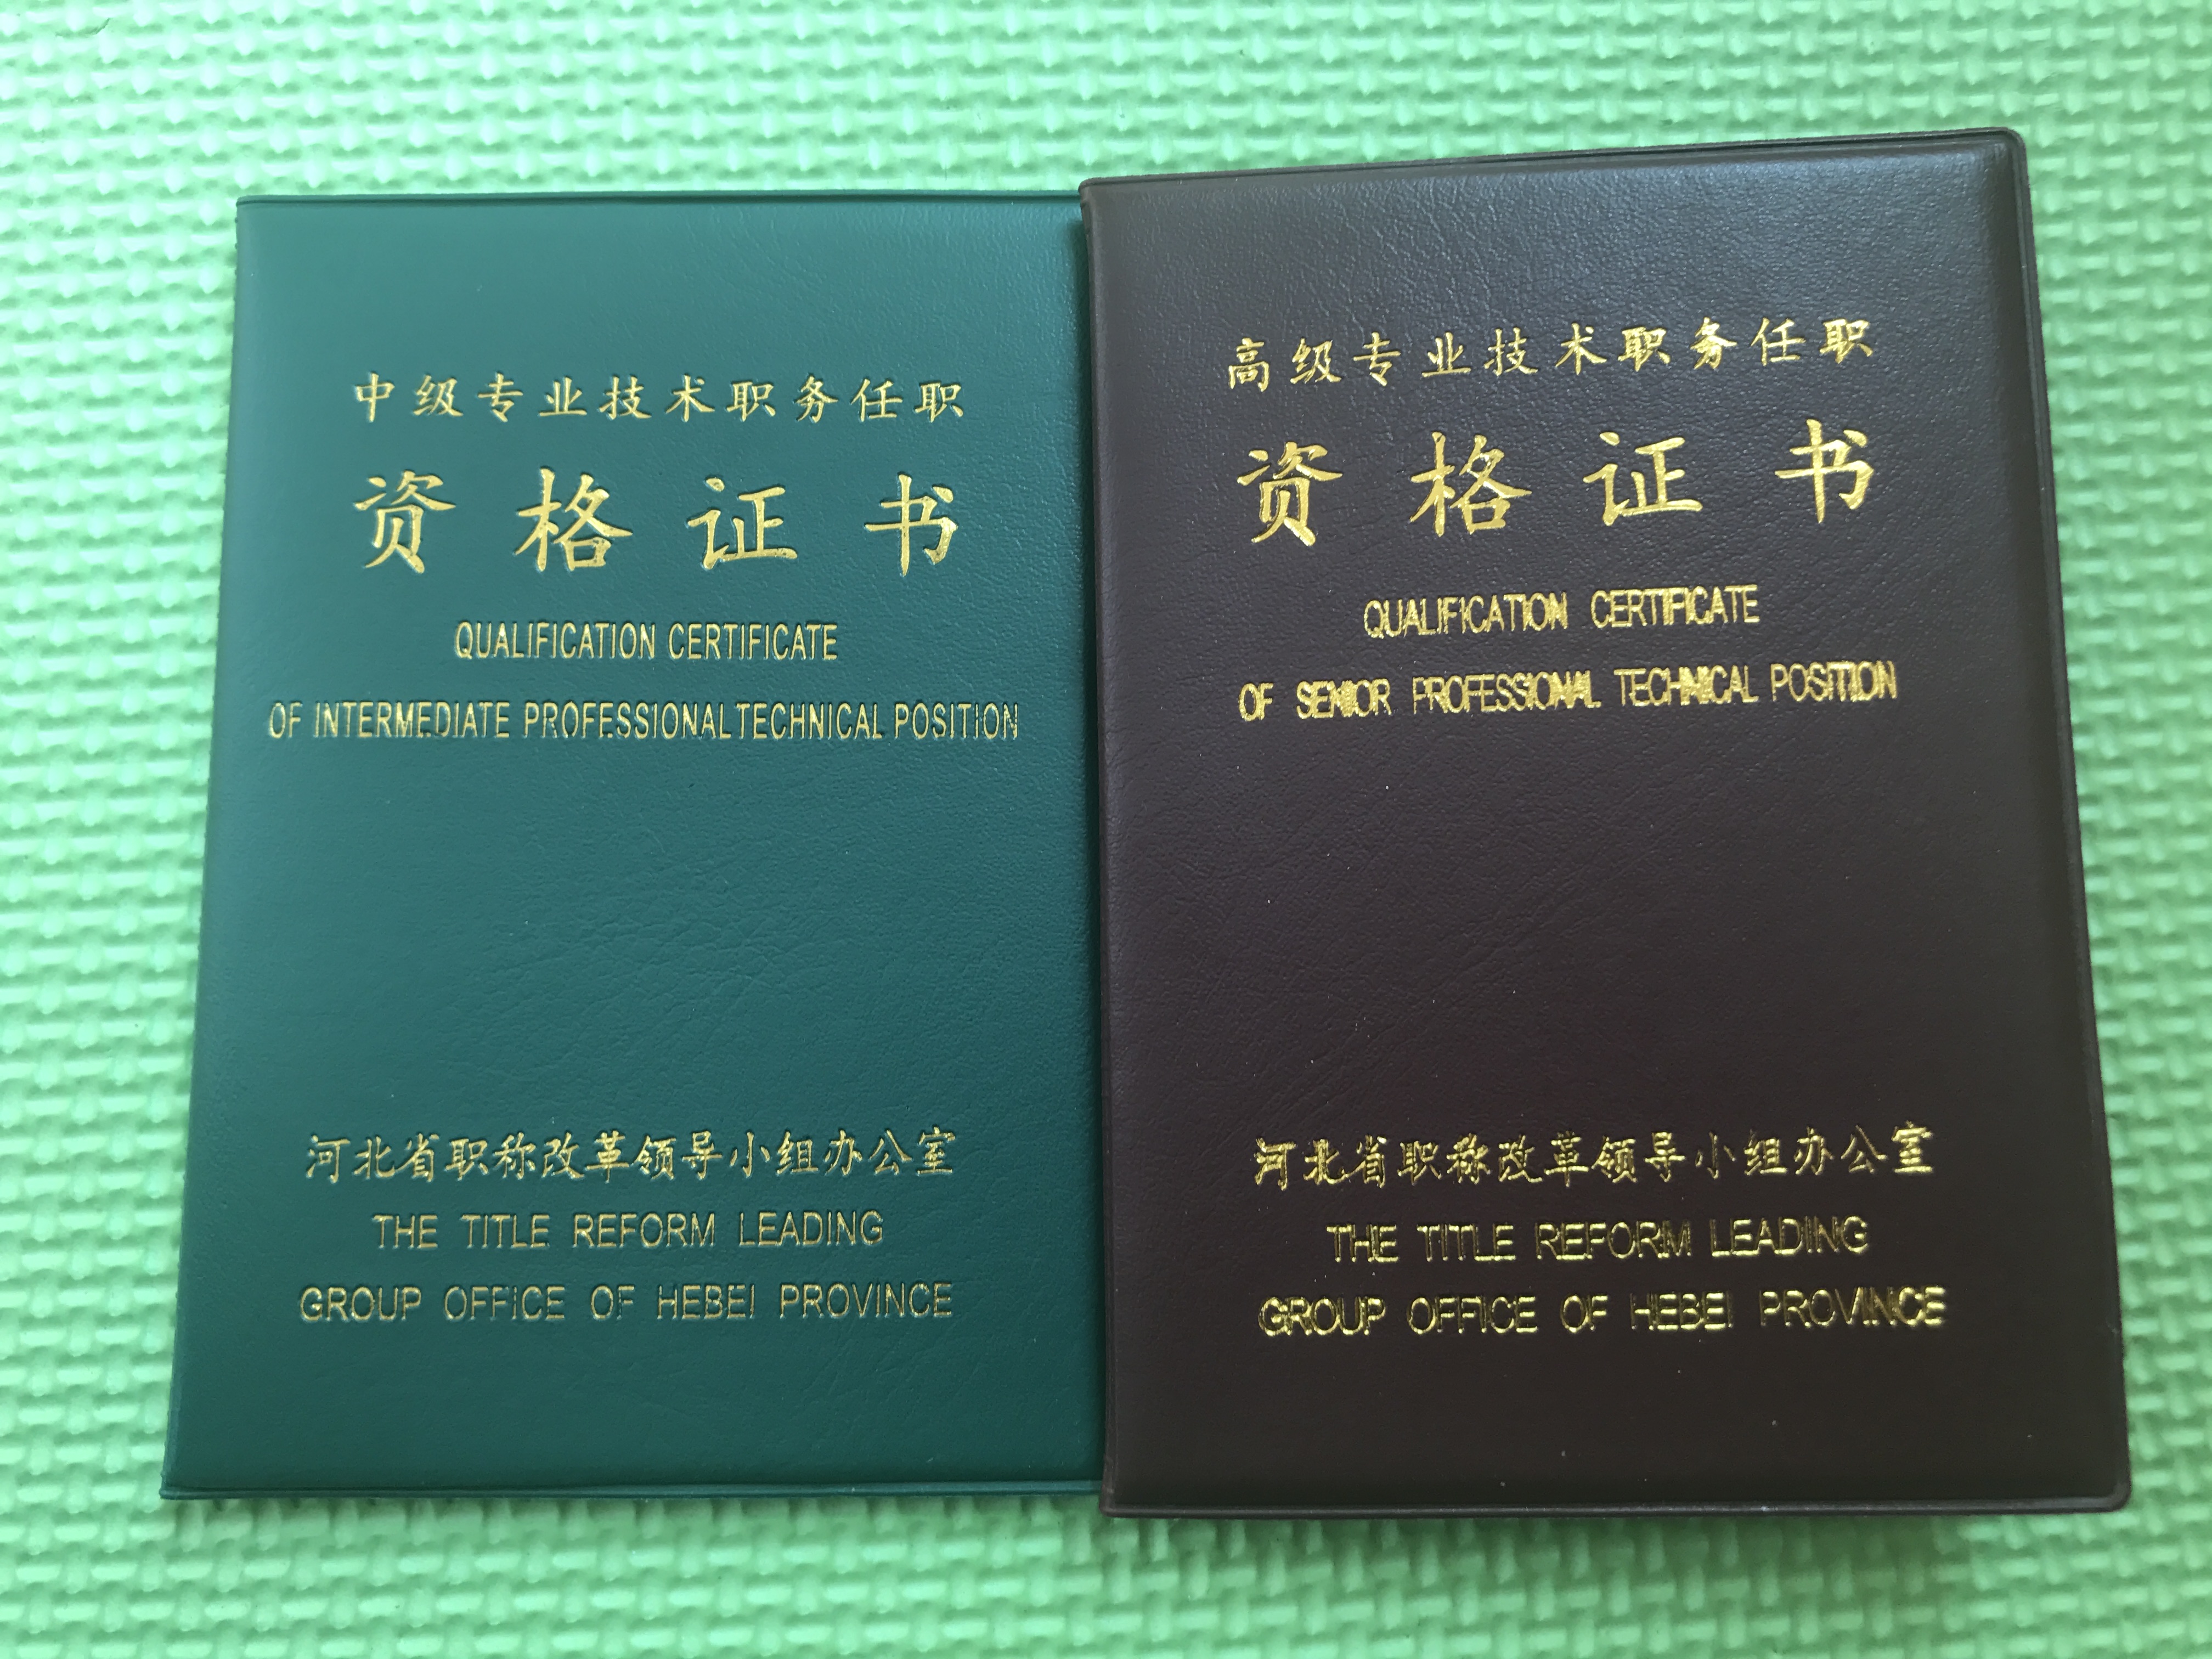 中级专业技术职务任职
资格证书
QUALIFICATION CERTIFICATE
OF INTERMEDIATE PROFESSIONAL TECHNICAL POSITION
河北省职称改革领导小组办公室
THE TITLE REFORM LEADING
GROUP OFFICE OF HEBEI PROVINCE
高级专业技术职务任职
资格证书
QUALIFICATION CERTIFICATE
OF SENIOR PROFESSIONAL TECHNICAL POSITION
河北省职称改革领导小组办公室
THE TITLE REFORM LEADING
GROUP OFFICE OF HEBEI PROVINCE